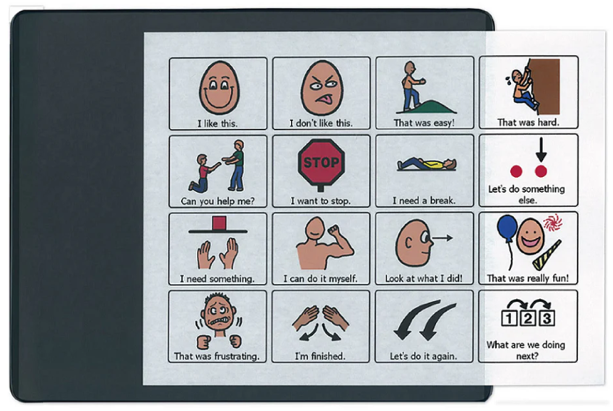 I like this.
I don't like this.
That was easy!
That was hard.
STOP
Can you help me?
I want to stop.
I need a break.
Let's do something
else.
I need something.
I can do it myself.
Look at what I did!
That was really fun!
1 2 3
That was frustrating.
I'm finished.
Let's do it again.
What are we doing
next?